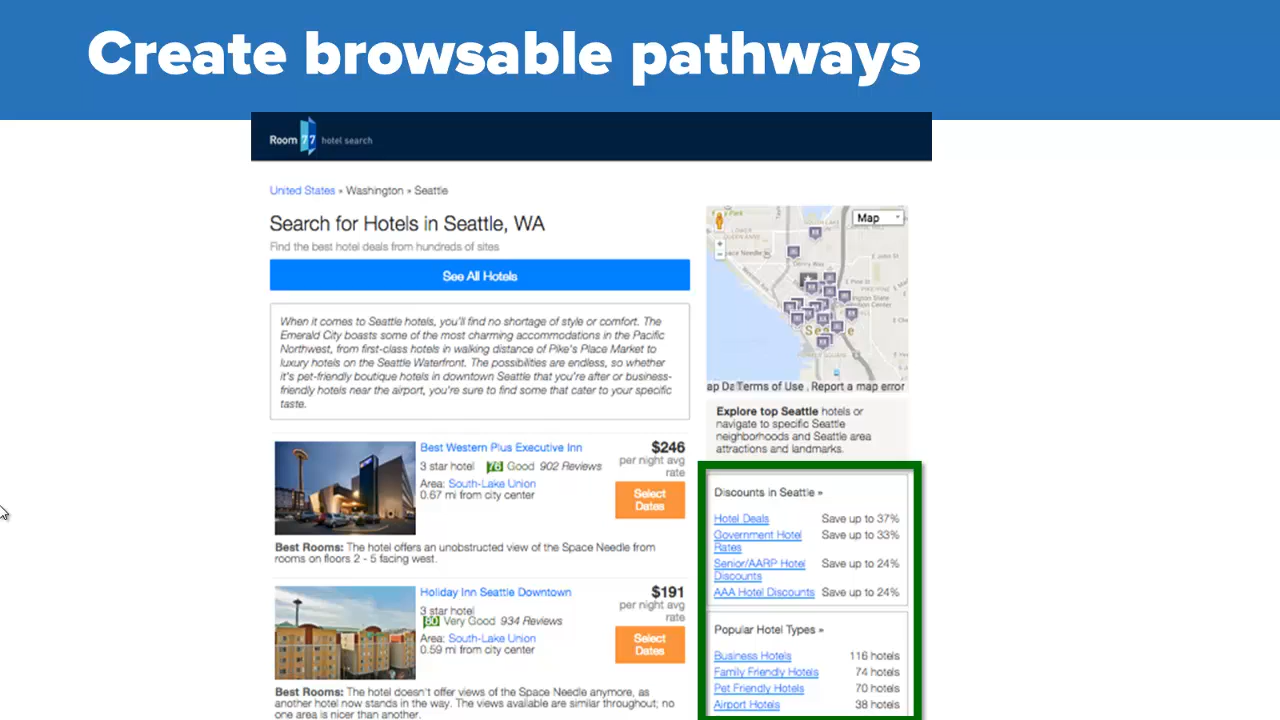 Create browsable pathways
Room 77 hotel search
United States » Washington » Seattle
Search for Hotels in Seattle, WA
Find the best hotel deals from hundreds of sites
See All Hotels
When it comes to Seattle hotels, you'll find no shortage of style or comfort. The
Emerald City boasts some of the most charming accommodations in the Pacific
Northwest, from first-class hotels in walking distance of Pike's Place Market to
luxury hotels on the Seattle Waterfront. The possibilities are endless, so whether
it's pet-friendly boutique hotels in downtown Seattle that you're after or business-
friendly hotels near the airport, you're sure to find some that cater to your specific
taste.
Best Western Plus Executive Inn
3 star hotel 76 Good 902 Reviews
Area: South-Lake Union
0.67 mi from city center
$246
per night avg
rate
Select
Dates
Best Rooms: The hotel offers an unobstructed view of the Space Needle from
rooms on floors 2 - 5 facing west.
Holiday Inn Seattle Downtown
3 star hotel
80 Very Good 934 Reviews
Area: South-Lake Union
0.59 mi from city center
$191
per night avg
rate
Select
Dates
Best Rooms: The hotel doesn't offer views of the Space Needle anymore, as
another hotel now stands in the way. The views available are similar throughout; no
one area is nicer than another.
Map
ap Da Terms of Use . Report a map error
Explore top Seattle hotels or
navigate to specific Seattle
neighborhoods and Seattle area
attractions and landmarks.
Discounts in Seattle »
Hotel Deals Save up to 37%
Government Hotel Save up to 33%
Rates
Senior/AARP Hotel Save up to 24%
Discounts
AAA Hotel Discounts Save up to 24%
Popular Hotel Types »
Business Hotels 116 hotels
Family Friendly Hotels 74 hotels
Pet Friendly Hotels 70 hotels
Airport Hotels 38 hotels